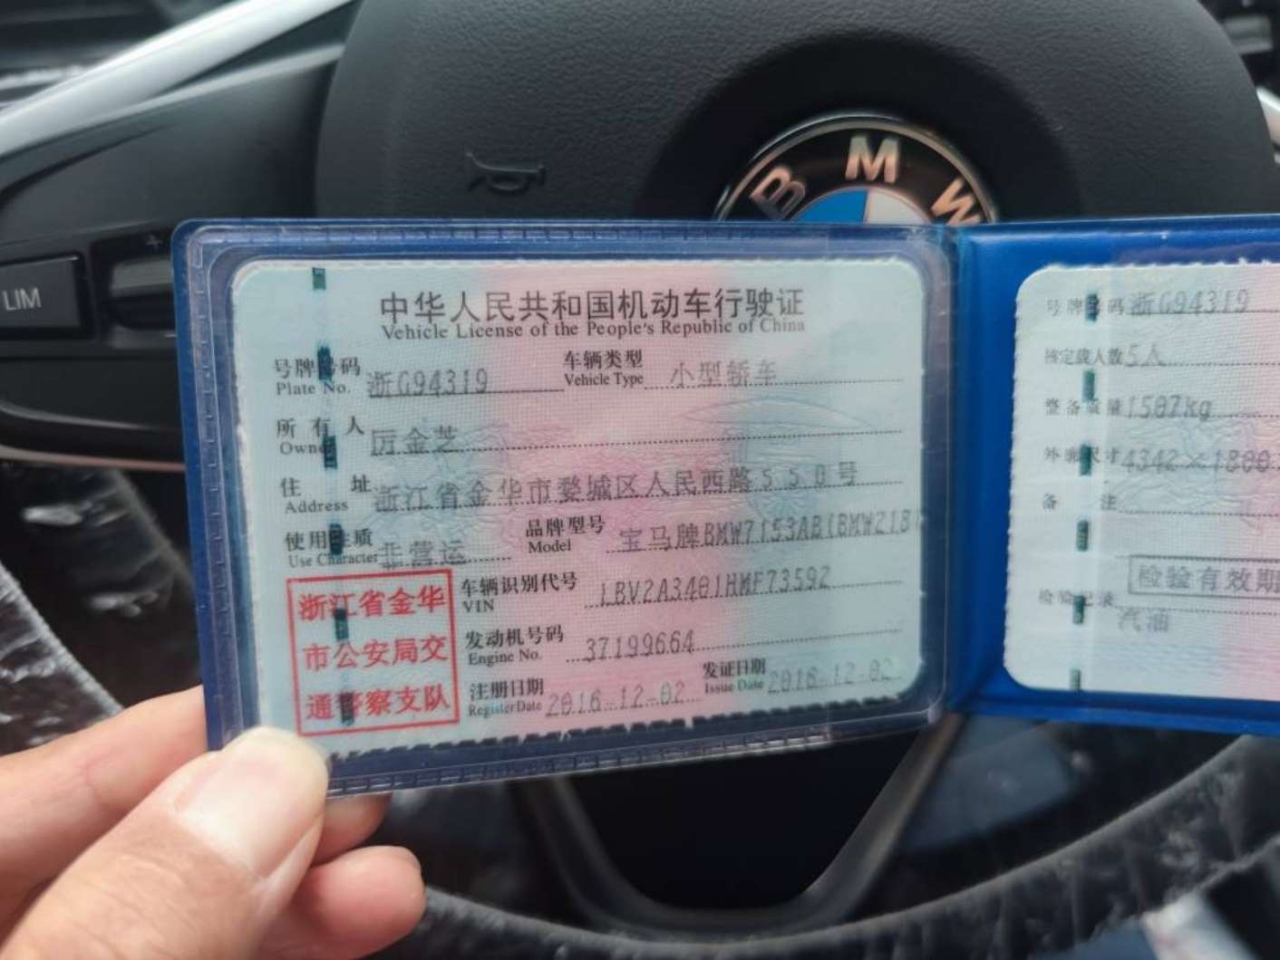 BMW
LIM
中华人民共和国机动车行驶证
Vehicle License of the People's Republic of China
号牌号码 浙G94319 车辆类型 小型轿车
Plate No. Vehicle Type
所有人 厉金芝
Owner
住址 浙江省金华市婺城区人民西路550号
Address
使用性质 非营运 品牌型号 宝马牌BMW7153AB(BMW218
Use Character Model
浙江省金华
市公安局交
通警察支队
车辆识别代号 LBV2A3401HMF73592
VIN
发动机号码 37199664
Engine No.
注册日期 2016-12-02 发证日期 2016-12-02
Register Date Issue Date
号牌号码 浙G94319
核定载人数 5人
整备质量 1507kg
外廓尺寸 4342×1800
备注
检验有效期
检验记录
汽油